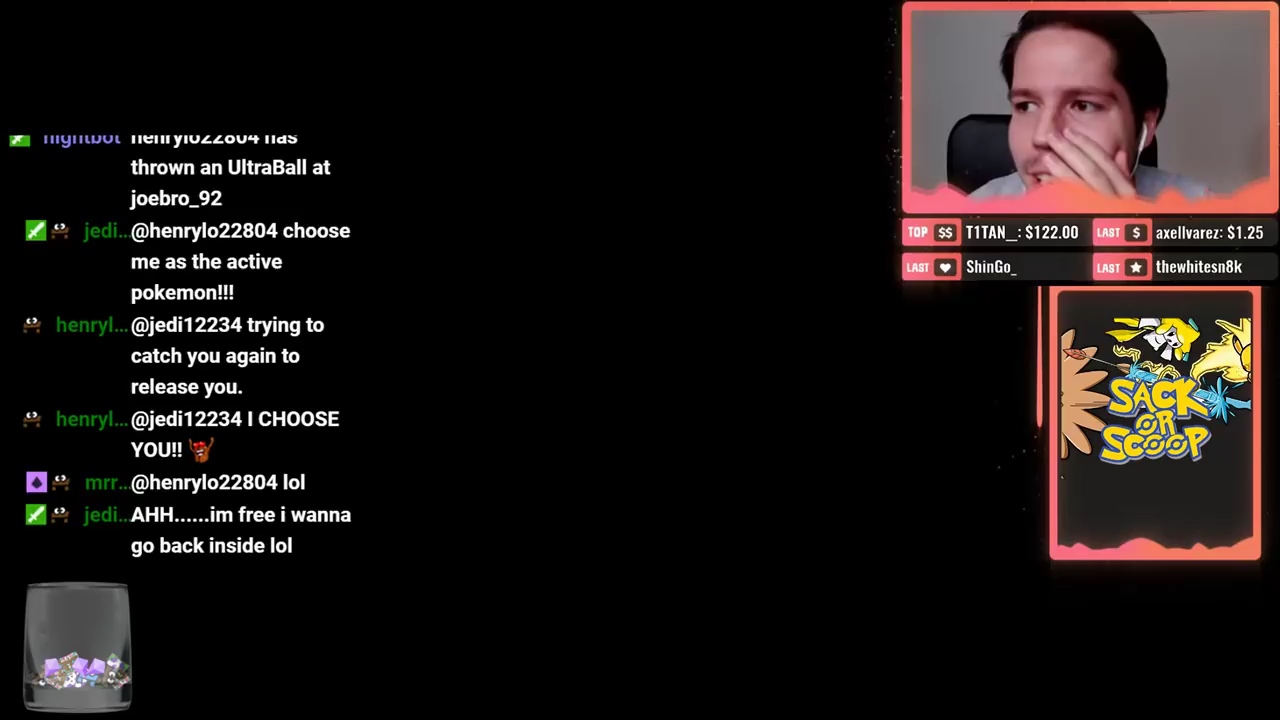 nightbot henrylo22804 has
thrown an UltraBall at
joebro_92
jedi... @henrylo22804 choose
me as the active
pokemon!!!
henryl... @jedi12234 trying to
catch you again to
release you.
henryl... @jedi12234 I CHOOSE
YOU!!
mrr... @henrylo22804 lol
jedi... AHH......im free i wanna
go back inside lol
TOP $$ T1TAN__: $122.00 LAST $ axellvarez: $1.25
LAST ShinGo_ LAST thewhitesn8k
SACK
OR
SCOOP